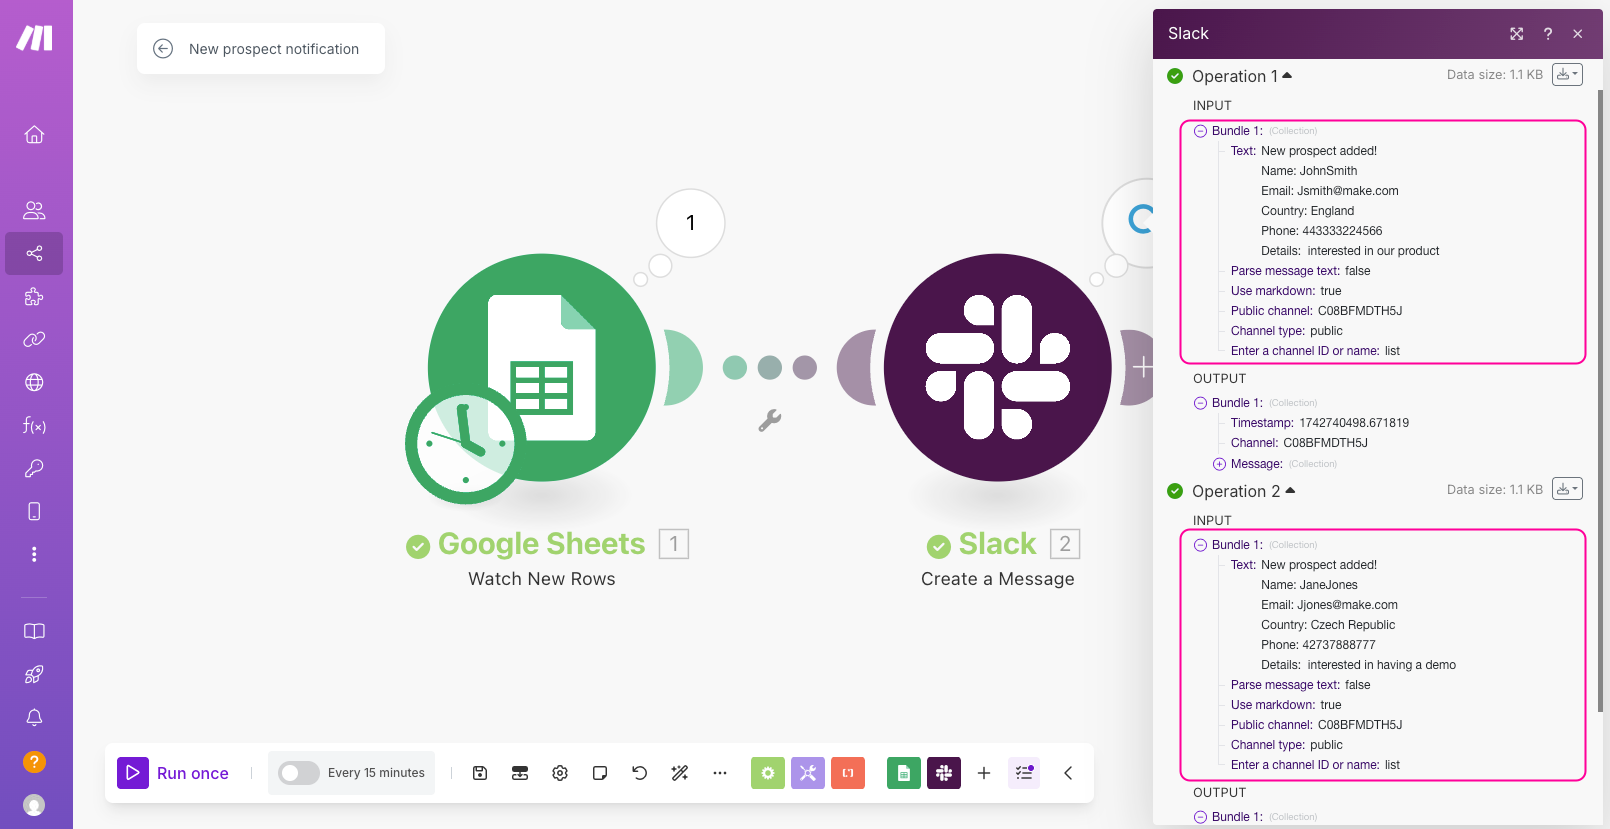 New prospect notification
1
Google Sheets 1
Watch New Rows
Slack 2
Create a Message
f(x)
?
Run once
Every 15 minutes
Slack
?
Operation 1
Data size: 1.1 KB
INPUT
Bundle 1: (Collection)
Text: New prospect added!
Name: JohnSmith
Email: Jsmith@make.com
Country: England
Phone: 443333224566
Details: interested in our product
Parse message text: false
Use markdown: true
Public channel: C08BFMDTH5J
Channel type: public
Enter a channel ID or name: list
OUTPUT
Bundle 1: (Collection)
Timestamp: 1742740498.671819
Channel: C08BFMDTH5J
Message: (Collection)
Operation 2
Data size: 1.1 KB
INPUT
Bundle 1: (Collection)
Text: New prospect added!
Name: JaneJones
Email: Jjones@make.com
Country: Czech Republic
Phone: 42737888777
Details: interested in having a demo
Parse message text: false
Use markdown: true
Public channel: C08BFMDTH5J
Channel type: public
Enter a channel ID or name: list
OUTPUT
Bundle 1: (Collection)